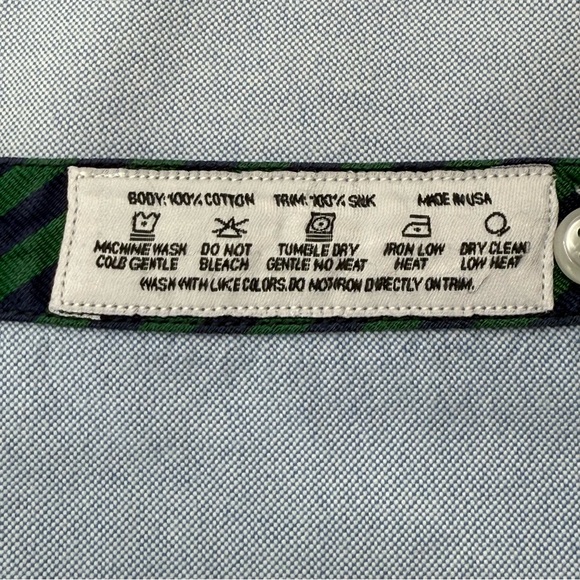 BODY: 100% COTTON TRIM: 100% SILK MADE IN USA
MACHINE WASH DO NOT TUMBLE DRY IRON LOW DRY CLEAN
COLD GENTLE BLEACH GENTLE NO HEAT HEAT LOW HEAT
WASH WITH LIKE COLORS. DO NOT IRON DIRECTLY ON TRIM.